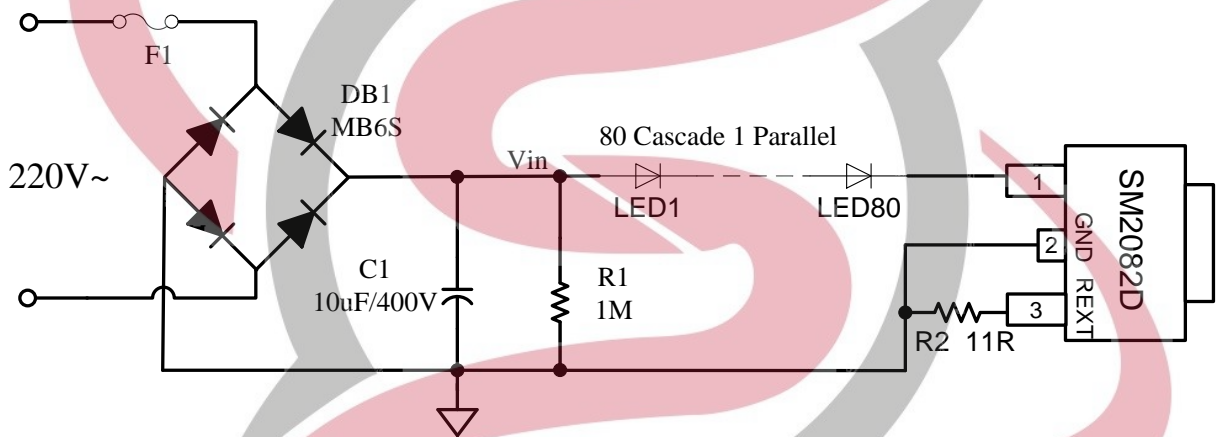 F1
DB1
MB6S
220V~
Vin
80 Cascade 1 Parallel
LED1
LED80
C1
10uF/400V
R1
1M
1
2
3
GND
REXT
SM2082D
R2 11R